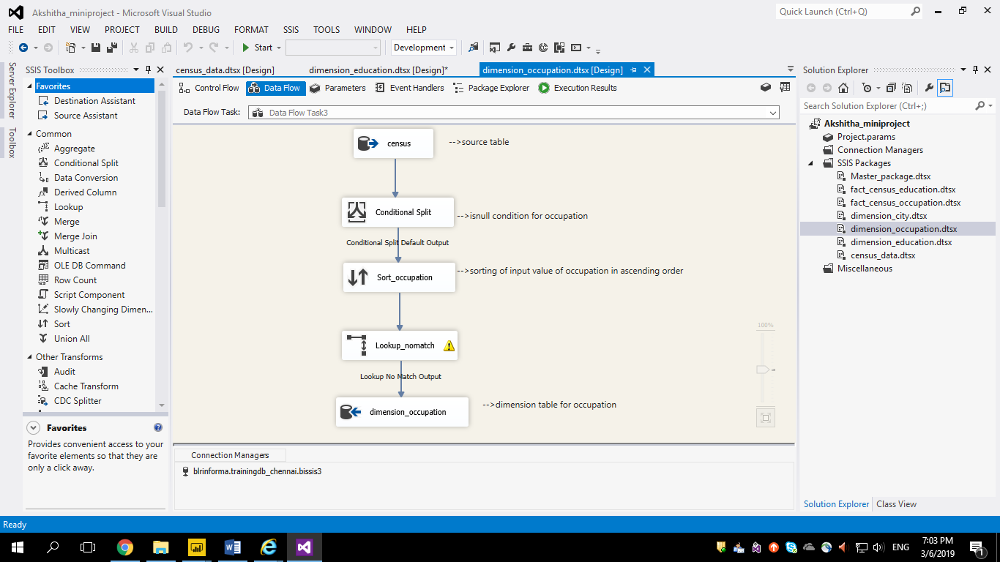 Akshitha_miniproject - Microsoft Visual Studio
Quick Launch (Ctrl+Q)
FILE EDIT VIEW PROJECT BUILD DEBUG FORMAT SSIS TOOLS WINDOW HELP
Start
Development
Server Explorer
Toolbox
SSIS Toolbox
Favorites
Destination Assistant
Source Assistant
Common
Aggregate
Conditional Split
Data Conversion
Derived Column
Lookup
Merge
Merge Join
Multicast
OLE DB Command
Row Count
Script Component
Slowly Changing Dimen...
Sort
Union All
Other Transforms
Audit
Cache Transform
CDC Splitter
Favorites
Provides convenient access to your
favorite elements so that they are
only a click away.
census_data.dtsx [Design]
dimension_education.dtsx [Design]*
dimension_occupation.dtsx [Design]
Control Flow
Data Flow
Parameters
Event Handlers
Package Explorer
Execution Results
Data Flow Task:
Data Flow Task3
census
-->source table
Conditional Split
-->isnull condition for occupation
Conditional Split Default Output
Sort_occupation
-->sorting of input value of occupation in ascending order
Lookup_nomatch
Lookup No Match Output
dimension_occupation
-->dimension table for occupation
100%
Connection Managers
blrinforma.trainingdb_chennai.bissis3
Solution Explorer
Search Solution Explorer (Ctrl+;)
Akshitha_miniproject
Project.params
Connection Managers
SSIS Packages
Master_package.dtsx
fact_census_education.dtsx
fact_census_occupation.dtsx
dimension_city.dtsx
dimension_occupation.dtsx
dimension_education.dtsx
census_data.dtsx
Miscellaneous
Solution Explorer
Class View
Ready
ENG
7:03 PM
3/6/2019
1